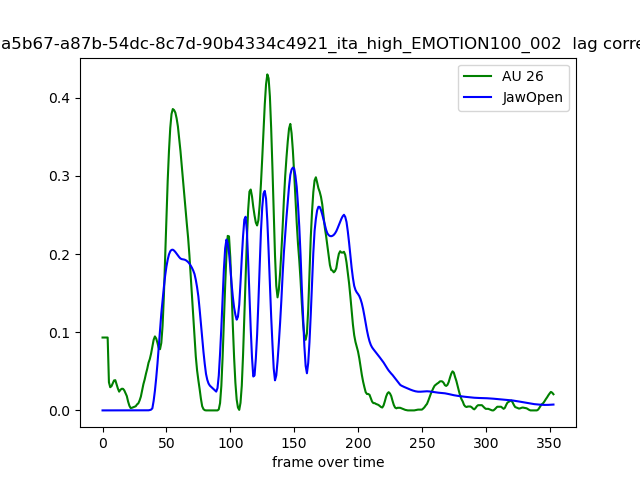 a5b67-a87b-54dc-8c7d-90b4334c4921_ita_high_EMOTION100_002  lag corre
AU 26
JawOpen
0.4
0.3
0.2
0.1
0.0
0 50 100 150 200 250 300 350
frame over time